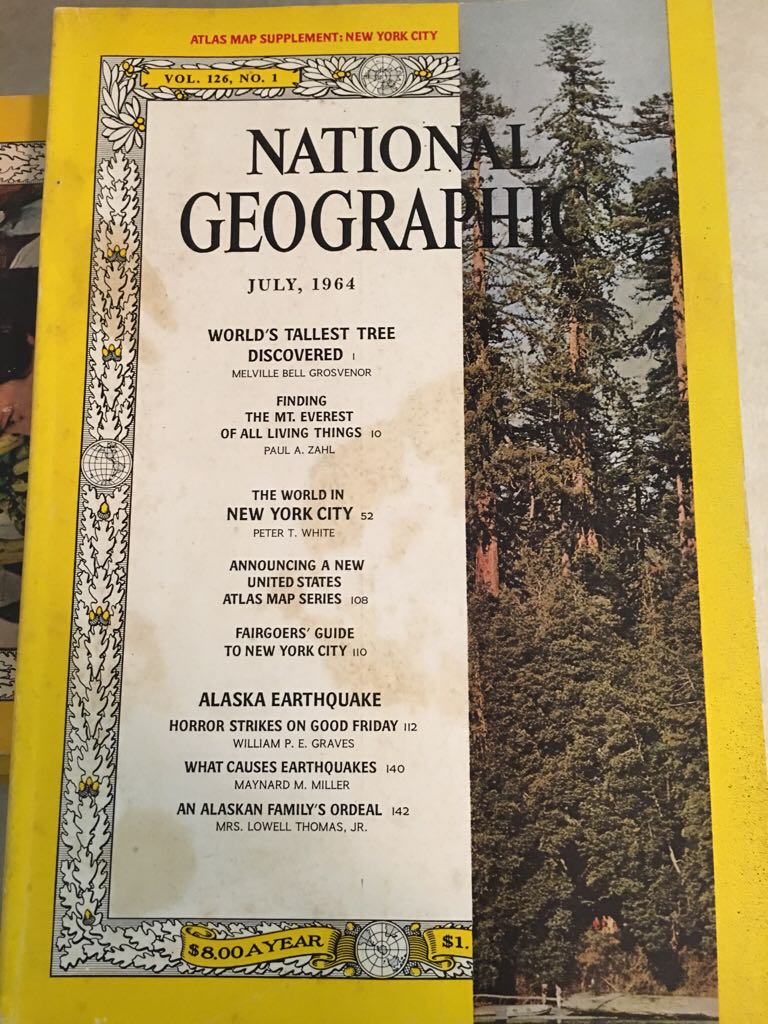 ATLAS MAP SUPPLEMENT: NEW YORK CITY
VOL. 126, NO. 1
NATIONAL
GEOGRAPHIC
JULY, 1964
WORLD'S TALLEST TREE
DISCOVERED 1
MELVILLE BELL GROSVENOR
FINDING
THE MT. EVEREST
OF ALL LIVING THINGS 10
PAUL A. ZAHL
THE WORLD IN
NEW YORK CITY 52
PETER T. WHITE
ANNOUNCING A NEW
UNITED STATES
ATLAS MAP SERIES 108
FAIRGOERS' GUIDE
TO NEW YORK CITY 110
ALASKA EARTHQUAKE
HORROR STRIKES ON GOOD FRIDAY 112
WILLIAM P. E. GRAVES
WHAT CAUSES EARTHQUAKES 140
MAYNARD M. MILLER
AN ALASKAN FAMILY'S ORDEAL 142
MRS. LOWELL THOMAS, JR.
$8.00 A YEAR $1.